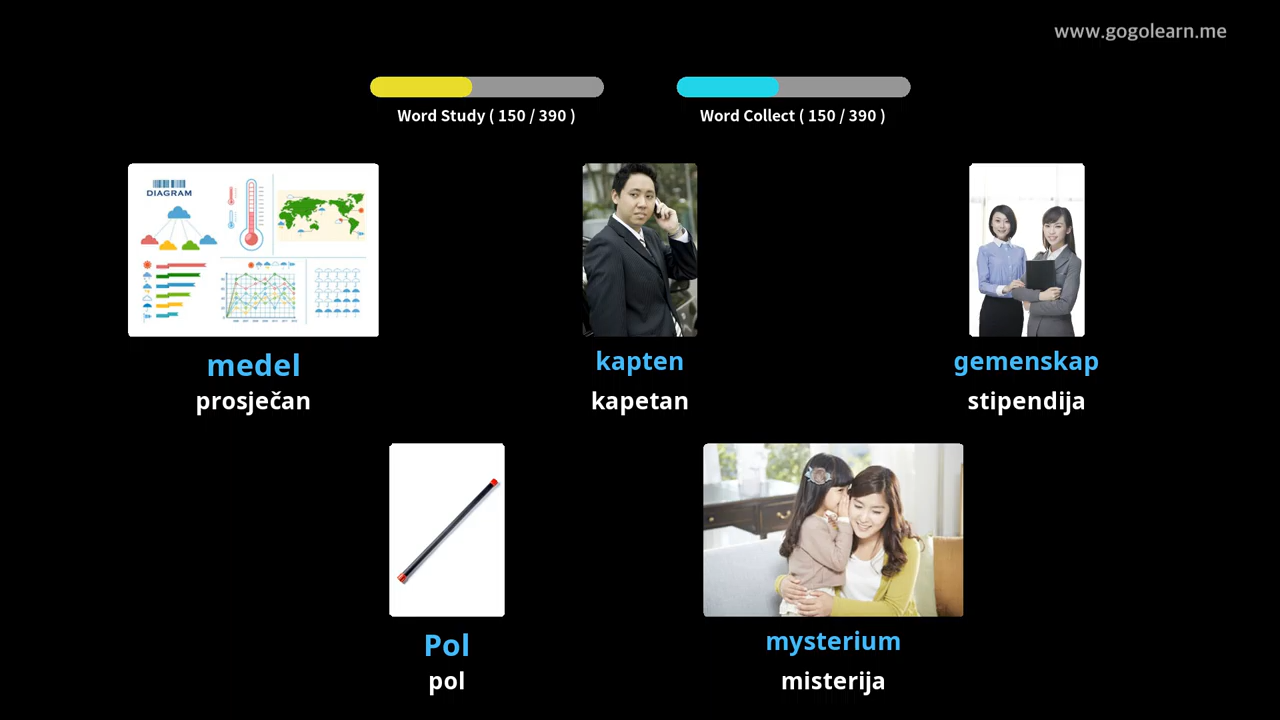 www.gogolearn.me
Word Study ( 150 / 390 )
Word Collect ( 150 / 390 )
DIAGRAM
medel
kapten
gemenskap
prosječan
kapetan
stipendija
Pol
mysterium
pol
misterija